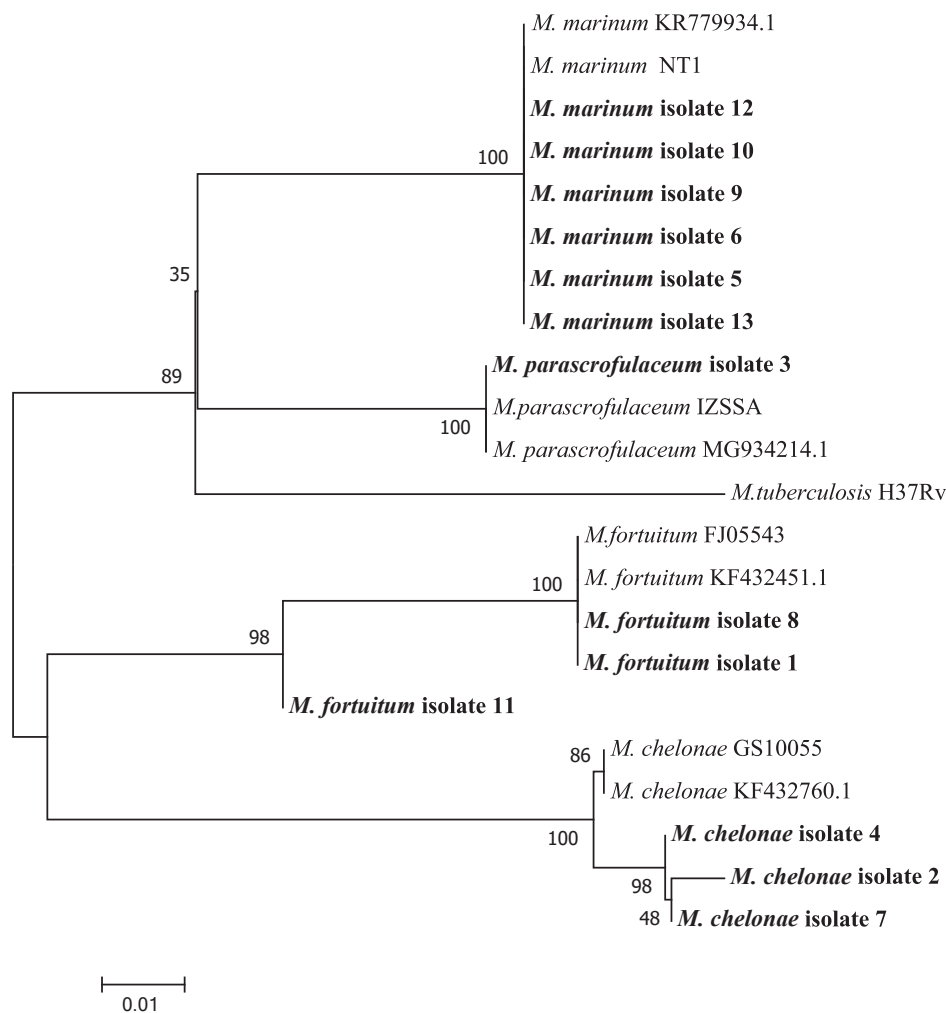 M. marinum KR779934.1
M. marinum NT1
M. marinum isolate 12
M. marinum isolate 10
100
M. marinum isolate 9
M. marinum isolate 6
35
M. marinum isolate 5
M. marinum isolate 13
M. parascrofulaceum isolate 3
89
M.parascrofulaceum IZSSA
100
M. parascrofulaceum MG934214.1
M.tuberculosis H37Rv
M.fortuitum FJ05543
M. fortuitum KF432451.1
100
M. fortuitum isolate 8
98
M. fortuitum isolate 1
M. fortuitum isolate 11
M. chelonae GS10055
86
M. chelonae KF432760.1
100
M. chelonae isolate 4
M. chelonae isolate 2
98
M. chelonae isolate 7
48
0.01